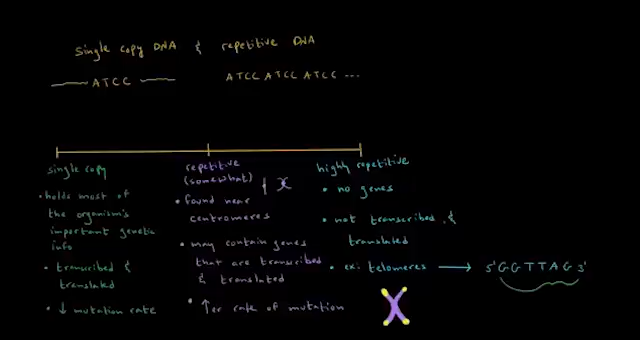 single copy DNA & repetitive DNA
ATCC
ATCC ATCC ATCC ...
single copy
• holds most of
the organism's
important genetic
info
• transcribed &
translated
• ↓ mutation rate
repetitive
(somewhat)
• found near
centromeres
• may contain genes
that are transcribed
& translated
• ↑er rate of mutation
highly repetitive
• no genes
• not transcribed &
translated
• ex: telomeres → 5' GGTTAG 3'